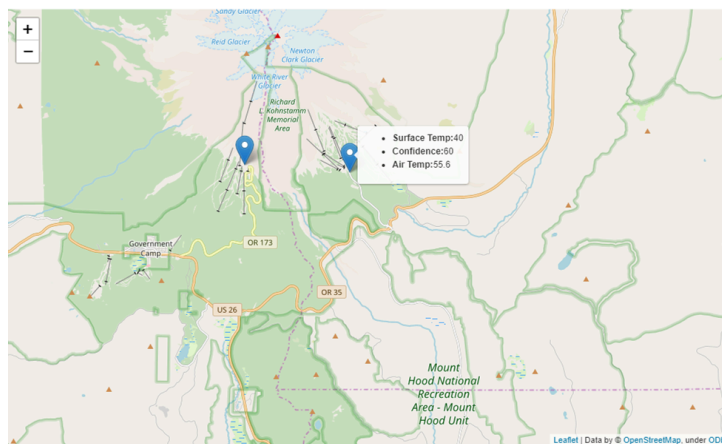 Sandy Glacier
+
Reid Glacier
Newton
Clark Glacier
−
White River
Glacier
Richard
L. Kohnstamm
Memorial
Area
Surface Temp:40
Confidence:60
Air Temp:55.6
Government
Camp
OR 173
OR 35
US 26
Mount
Hood National
Recreation
Area - Mount
Hood Unit
Leaflet | Data by © OpenStreetMap, under OD